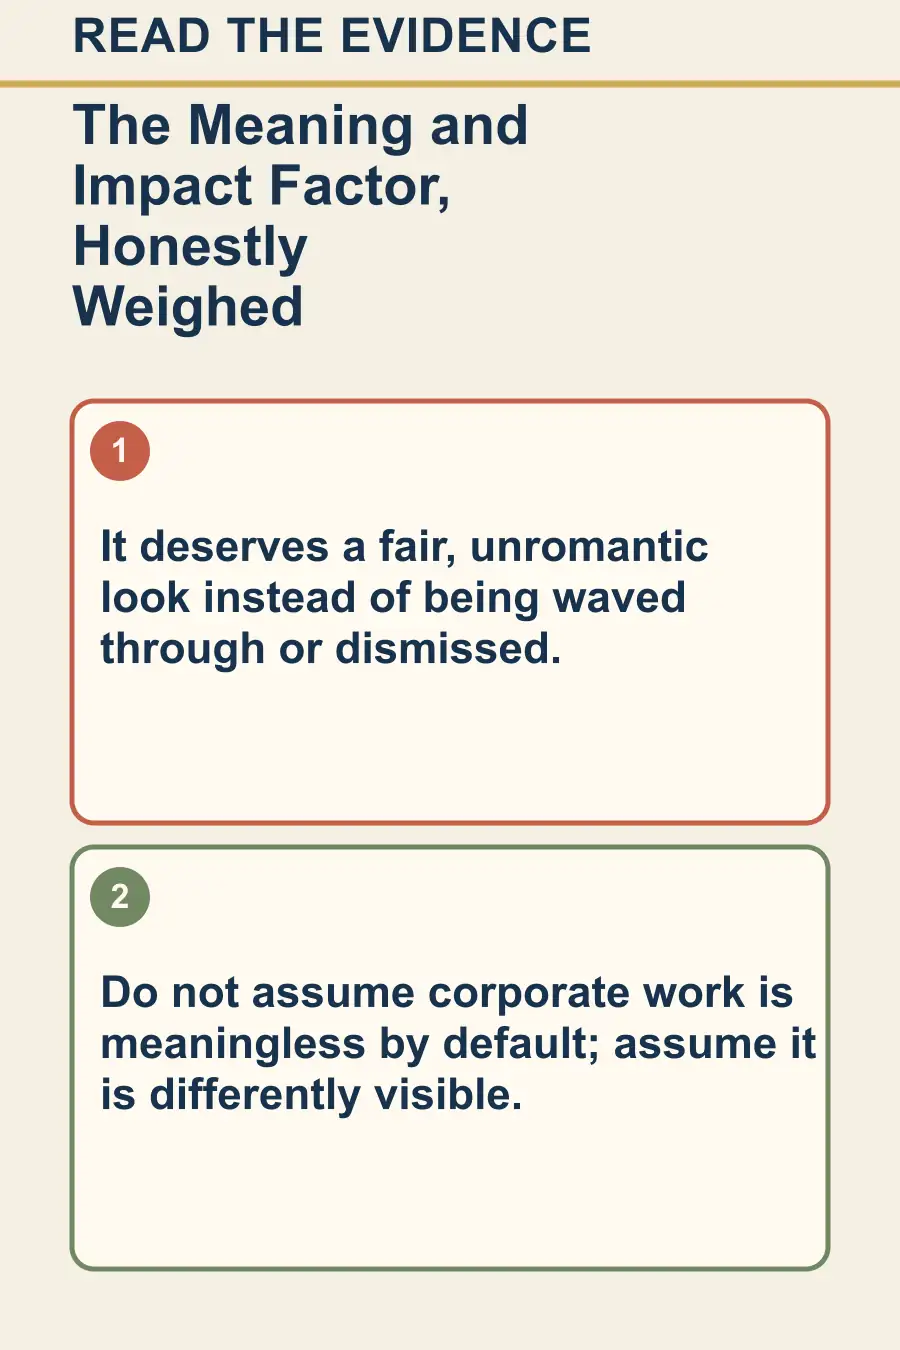 READ THE EVIDENCE
The Meaning and
Impact Factor,
Honestly
Weighed
1
It deserves a fair, unromantic
look instead of being waved
through or dismissed.
2
Do not assume corporate work is
meaningless by default; assume it
is differently visible.